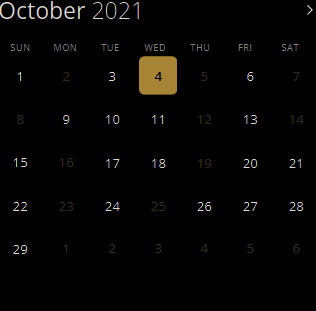 October 2021 >
SUN MON TUE WED THU FRI SAT
1 2 3 4 5 6 7
8 9 10 11 12 13 14
15 16 17 18 19 20 21
22 23 24 25 26 27 28
29 1 2 3 4 5 6